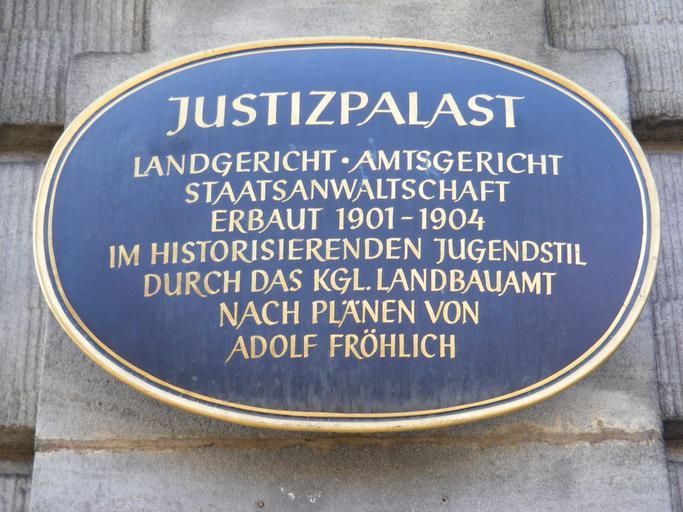 JUSTIZPALAST
LANDGERICHT • AMTSGERICHT
STAATSANWALTSCHAFT
ERBAUT 1901 - 1904
IM HISTORISIERENDEN JUGENDSTIL
DURCH DAS KGL. LANDBAUAMT
NACH PLÄNEN VON
ADOLF FRÖHLICH